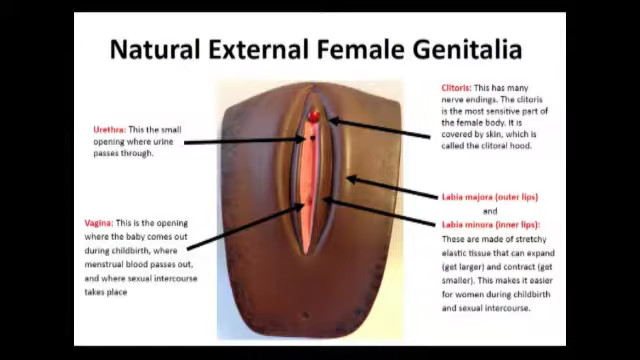 Natural External Female Genitalia
Urethra: This the small
opening where urine
passes through.
Vagina: This is the opening
where the baby comes out
during childbirth, where
menstrual blood passes out,
and where sexual intercourse
takes place
Clitoris: This has many
nerve endings. The clitoris
is the most sensitive part of
the female body. It is
covered by skin, which is
called the clitoral hood.
Labia majora (outer lips)
and
Labia minora (inner lips):
These are made of stretchy
elastic tissue that can expand
(get larger) and contract (get
smaller). This makes it easier
for women during childbirth
and sexual intercourse.